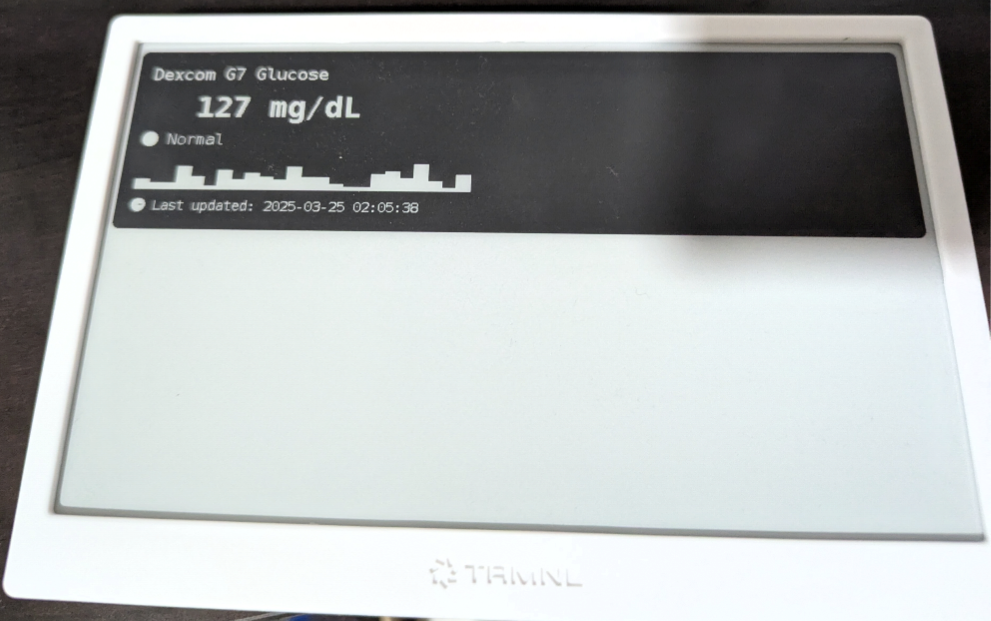 Dexcom G7 Glucose
127 mg/dL
Normal
Last updated: 2025-03-25 02:05:38
TRMNL